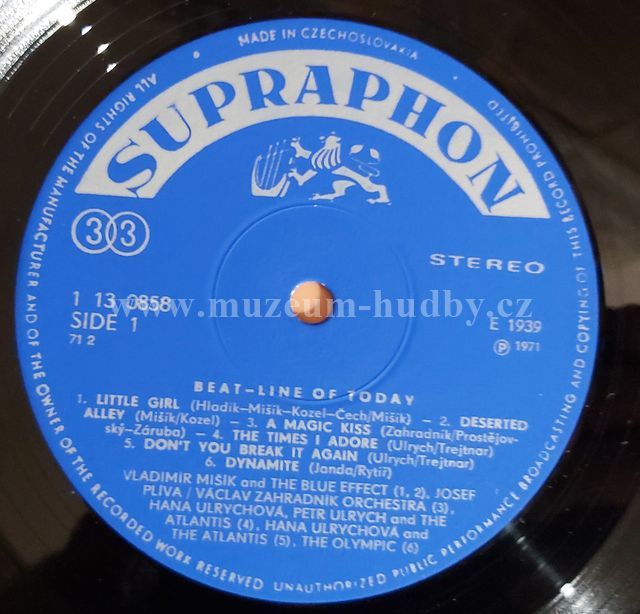 MADE IN CZECHOSLOVAKIA
ALL RIGHTS OF THE MANUFACTURER AND OF THE OWNER OF THE RECORDED WORK RESERVED UNAUTHORIZED PUBLIC PERFORMANCE BROADCASTING AND COPYING OF THIS RECORD PROHIBITED
SUPRAPHON
33
STEREO
1 13 0858
SIDE 1
71 2
E 1939
Ⓟ 1971
www.muzeum-hudby.cz
BEAT–LINE OF TODAY
1. LITTLE GIRL (Hladík–Mišík–Kozel–Čech/Mišík) – 2. DESERTED
ALLEY (Mišík/Kozel) – 3. A MAGIC KISS (Zahradník/Prostějov-
ský–Záruba) – 4. THE TIMES I ADORE (Ulrych/Trejtnar)
5. DON'T YOU BREAK IT AGAIN (Ulrych/Trejtnar)
6. DYNAMITE (Janda/Rytíř)
VLADIMÍR MIŠÍK and THE BLUE EFFECT (1, 2), JOSEF
PLÍVA / VÁCLAV ZAHRADNÍK ORCHESTRA (3),
HANA ULRYCHOVÁ, PETR ULRYCH and THE
ATLANTIS (4), HANA ULRYCHOVÁ and
THE ATLANTIS (5), THE OLYMPIC (6)